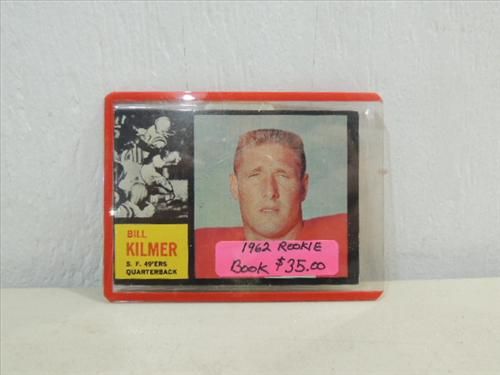 BILL
KILMER
S. F. 49'ERS
QUARTERBACK
1962 ROOKIE
BOOK $35.00